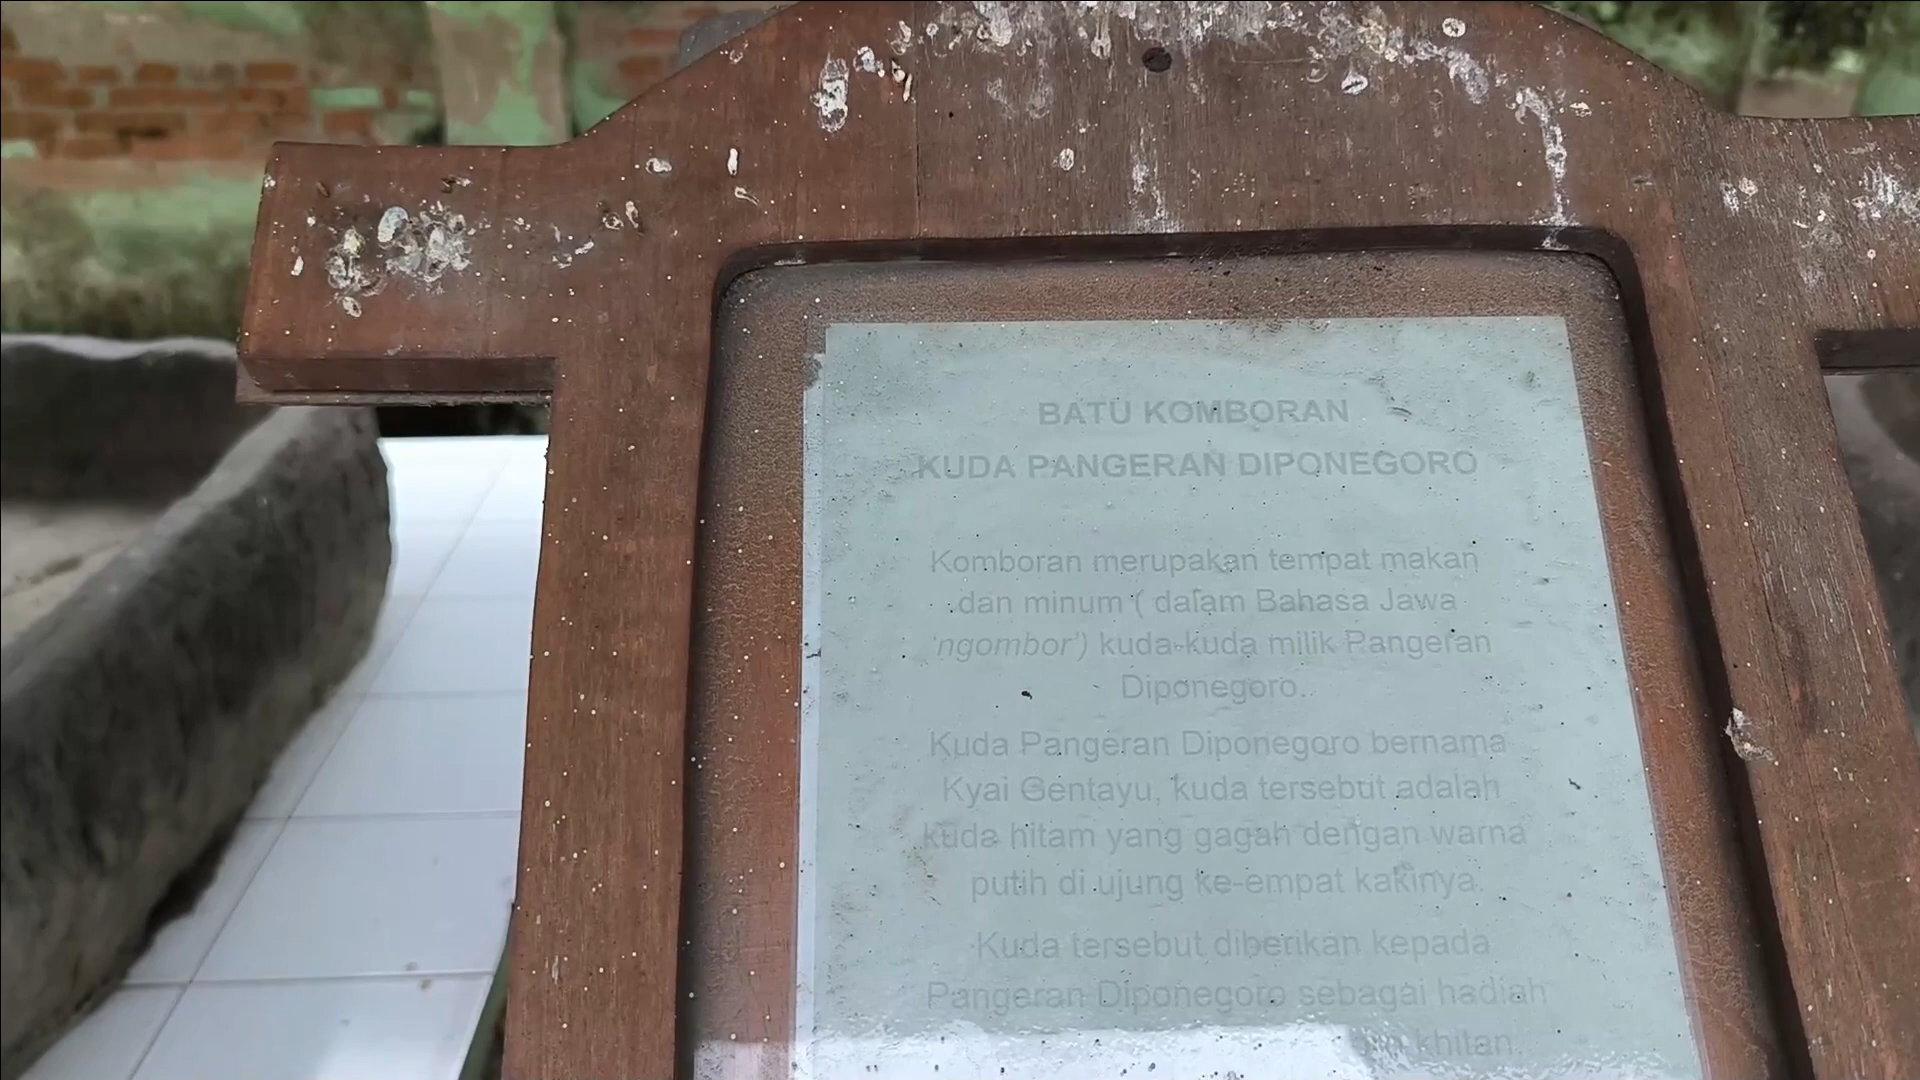 BATU KOMBORAN
KUDA PANGERAN DIPONEGORO
Komboran merupakan tempat makan
dan minum ( dalam Bahasa Jawa
'ngombor') kuda-kuda milik Pangeran
Diponegoro.
Kuda Pangeran Diponegoro bernama
Kyai Gentayu, kuda tersebut adalah
kuda hitam yang gagah dengan warna
putih di ujung ke-empat kakinya.
Kuda tersebut diberikan kepada
Pangeran Diponegoro sebagai hadiah
khitan.